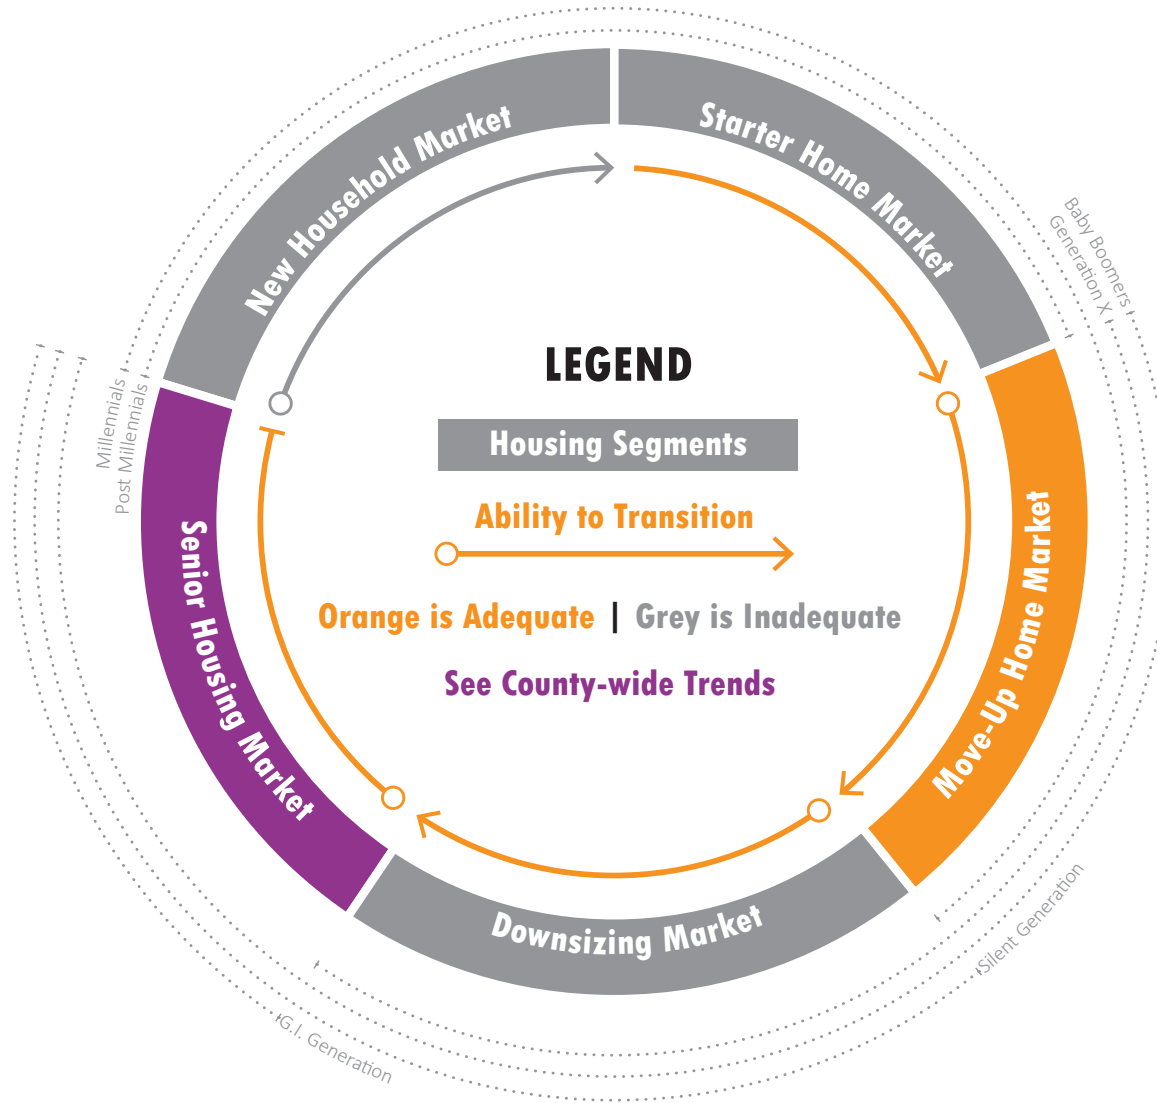 New Household Market
Starter Home Market
Baby Boomers
Generation X
Millennials
Post Millennials
LEGEND
Housing Segments
Ability to Transition
Orange is Adequate | Grey is Inadequate
See County-wide Trends
Senior Housing Market
Move-Up Home Market
Downsizing Market
Silent Generation
G.I. Generation